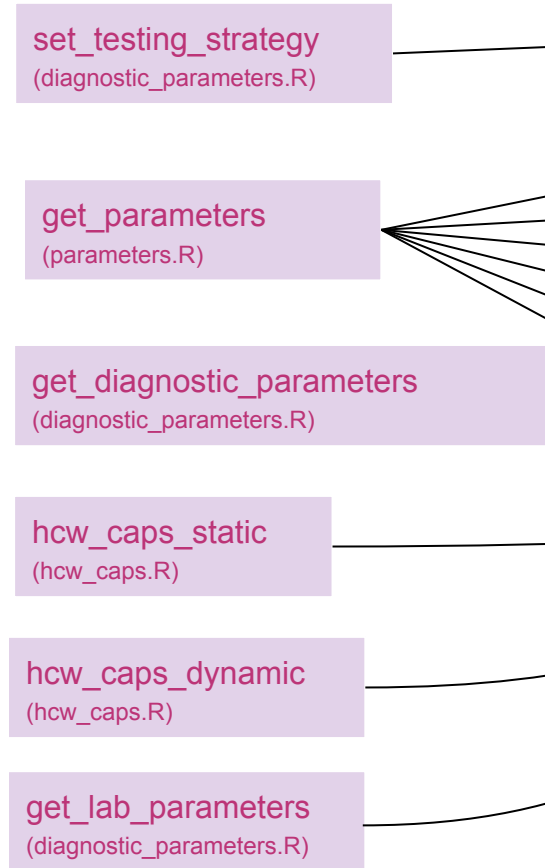 set_testing_strategy
(diagnostic_parameters.R)
get_parameters
(parameters.R)
get_diagnostic_parameters
(diagnostic_parameters.R)
hcw_caps_static
(hcw_caps.R)
hcw_caps_dynamic
(hcw_caps.R)
get_lab_parameters
(diagnostic_parameters.R)